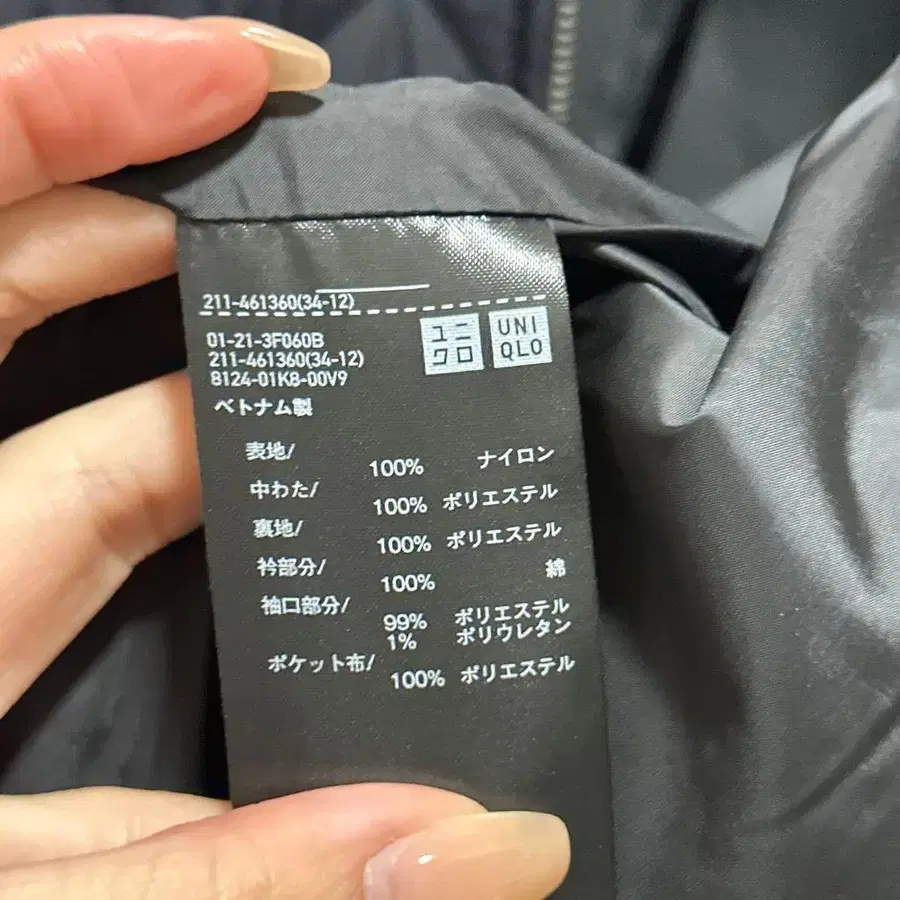 211-461360(34-12)
ユニ
クロ
UNI
QLO
01-21-3F060B
211-461360(34-12)
8124-01K8-00V9
ベトナム製
表地/
100% ナイロン
中わた/
100% ポリエステル
裏地/
100% ポリエステル
衿部分/
100% 綿
袖口部分/
99% ポリエステル
1% ポリウレタン
ポケット布/
100% ポリエステル